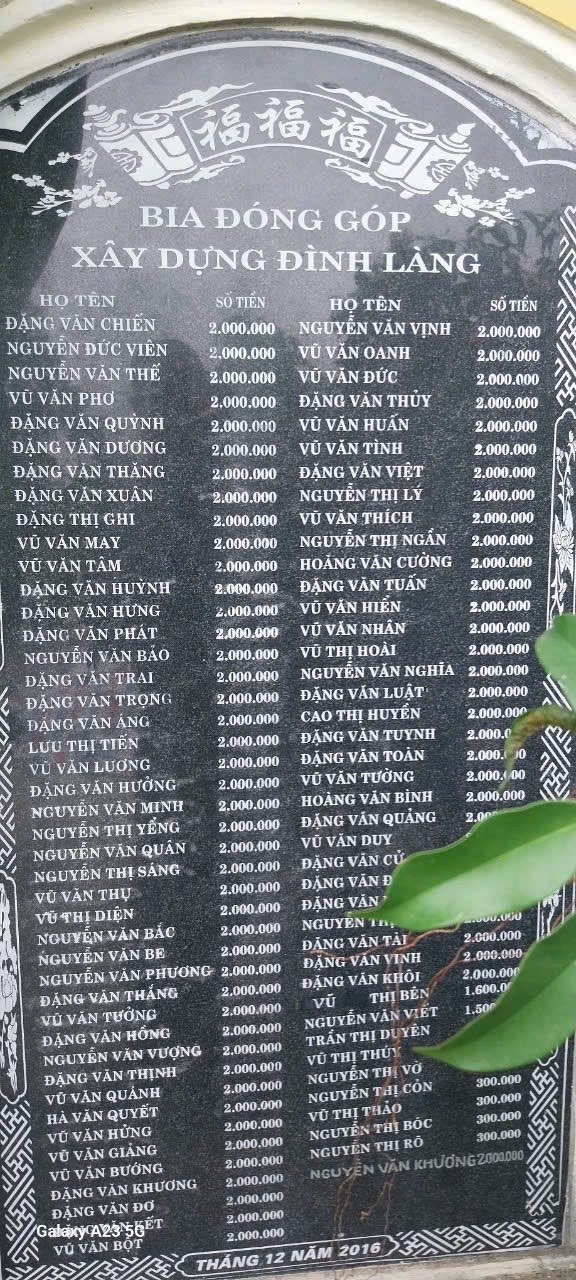 福福福
BIA ĐÓNG GÓP
XÂY DỰNG ĐÌNH LÀNG
HỌ TÊN SỐ TIỀN
ĐẶNG VĂN CHIẾN 2.000.000
NGUYỄN ĐỨC VIÊN 2.000.000
NGUYỄN VĂN THẾ 2.000.000
VŨ VĂN PHƠ 2.000.000
ĐẶNG VĂN QUỲNH 2.000.000
ĐẶNG VĂN DƯƠNG 2.000.000
ĐẶNG VĂN THĂNG 2.000.000
ĐẶNG VĂN XUÂN 2.000.000
ĐẶNG THỊ GHI 2.000.000
VŨ VĂN MAY 2.000.000
VŨ VĂN TÂM 2.000.000
ĐẶNG VĂN HUỲNH 2.000.000
ĐẶNG VĂN HƯNG 2.000.000
ĐẶNG VĂN PHÁT 2.000.000
NGUYỄN VĂN BẢO 2.000.000
ĐẶNG VĂN TRAI 2.000.000
ĐẶNG VĂN TRỌNG 2.000.000
ĐẶNG VĂN ÁNG 2.000.000
LƯU THỊ TIẾN 2.000.000
VŨ VĂN LƯƠNG 2.000.000
ĐẶNG VĂN HƯỞNG 2.000.000
NGUYỄN VĂN MINH 2.000.000
NGUYỄN THỊ YỂNG 2.000.000
NGUYỄN VĂN QUÂN 2.000.000
NGUYỄN THỊ SÁNG 2.000.000
VŨ VĂN THỤ 2.000.000
VŨ THỊ DIỆN 2.000.000
NGUYỄN VĂN BẮC 2.000.000
NGUYỄN VĂN BE 2.000.000
NGUYỄN VĂN PHƯƠNG 2.000.000
ĐẶNG VĂN THẮNG 2.000.000
VŨ VĂN TƯỜNG 2.000.000
ĐẶNG VĂN HỒNG 2.000.000
NGUYỄN VĂN VƯỢNG 2.000.000
ĐẶNG VĂN THỊNH 2.000.000
VŨ VĂN QUÁNH 2.000.000
HÀ VĂN QUYẾT 2.000.000
VŨ VĂN HỬNG 2.000.000
VŨ VĂN GIẢNG 2.000.000
VŨ VĂN BƯỚNG 2.000.000
ĐẶNG VĂN KHƯƠNG 2.000.000
ĐẶNG VĂN ĐƠ 2.000.000
VĂN KẾT 2.000.000
VŨ VĂN BỘT 2.000.000
HỌ TÊN SỐ TIỀN
NGUYỄN VĂN VỊNH 2.000.000
VŨ VĂN OANH 2.000.000
VŨ VĂN ĐỨC 2.000.000
ĐẶNG VĂN THỦY 2.000.000
VŨ VĂN HUẤN 2.000.000
VŨ VĂN TÌNH 2.000.000
ĐẶNG VĂN VIỆT 2.000.000
NGUYỄN THỊ LÝ 2.000.000
VŨ VĂN THÍCH 2.000.000
NGUYỄN THỊ NGẦN 2.000.000
HOÀNG VĂN CƯỜNG 2.000.000
ĐẶNG VĂN TUẤN 2.000.000
VŨ VĂN HIỂN 2.000.000
VŨ VĂN NHÂN 2.000.000
VŨ THỊ HOÀI 2.000.000
NGUYỄN VĂN NGHĨA 2.000.000
ĐẶNG VĂN LUẬT 2.000.000
CAO THỊ HUYỀN 2.000.000
ĐẶNG VĂN TUYNH
ĐẶNG VĂN TOÀN
VŨ VĂN TƯỜNG
HOÀNG VĂN BÌNH 2.000.000
ĐẶNG VĂN QUẢNG
VŨ VĂN DUY
ĐẶNG VĂN CỦ
ĐẶNG VĂN
ĐẶNG VĂN
NGUYỄN 2.000.000
ĐẶNG VĂN TÀI 2.000.000
ĐẶNG VĂN VINH 2.000.000
ĐẶNG VĂN KHÔI 2.000.000
VŨ THỊ BÊN
NGUYỄN VĂN VIẾT
TRẦN THỊ DUYÊN
VŨ THỊ THÚY
NGUYỄN THỊ VỠ
NGUYỄN THỊ CÒN 300.000
VŨ THỊ THẢO 300.000
NGUYỄN THỊ BÓC 300.000
NGUYỄN THỊ RÔ 300.000
NGUYỄN VĂN KHƯƠNG 2000.000
THÁNG 12 NĂM 2016
Galaxy A23 5G